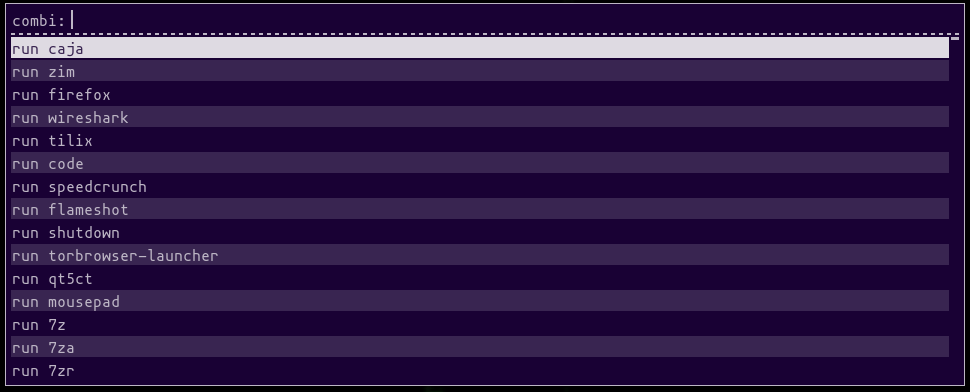 combi:
run caja
run zim
run firefox
run wireshark
run tilix
run code
run speedcrunch
run flameshot
run shutdown
run torbrowser-launcher
run qt5ct
run mousepad
run 7z
run 7za
run 7zr